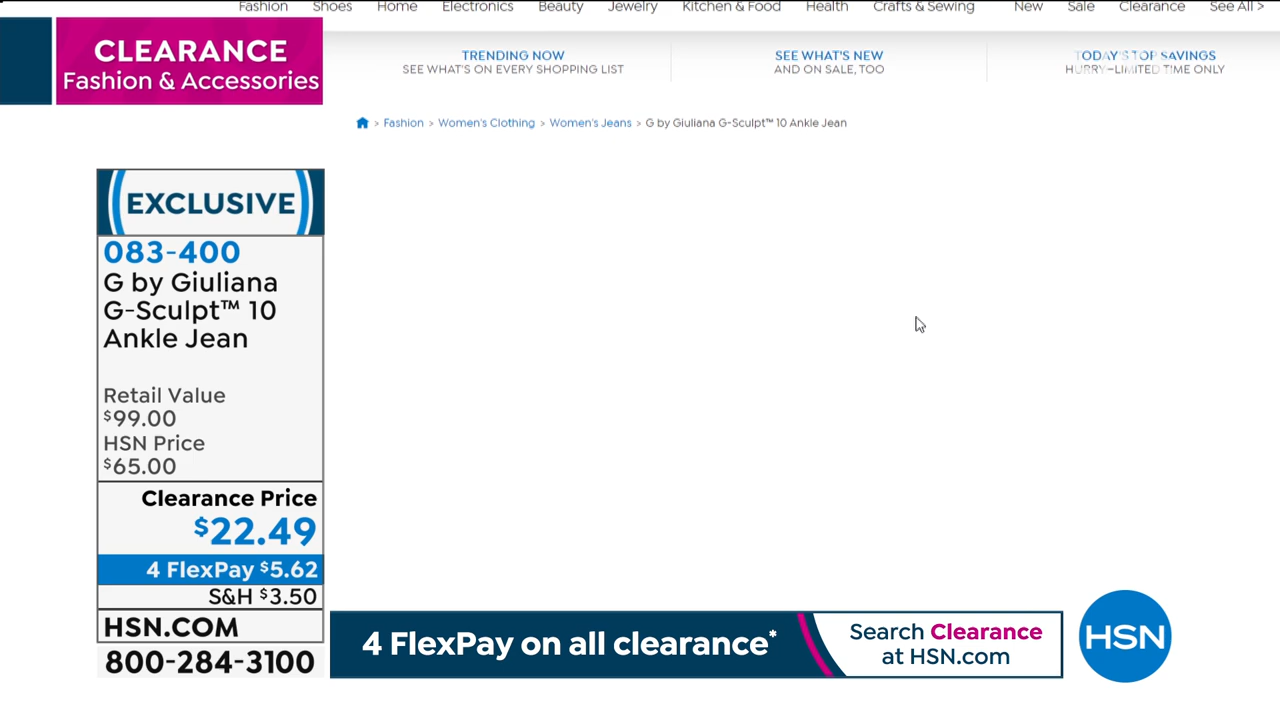 Fashion Shoes Home Electronics Beauty Jewelry Kitchen & Food Health Crafts & Sewing New Sale Clearance See All >
CLEARANCE
Fashion & Accessories
TRENDING NOW
SEE WHAT'S ON EVERY SHOPPING LIST
SEE WHAT'S NEW
AND ON SALE, TOO
TODAY'S TOP SAVINGS
HURRY—LIMITED TIME ONLY
> Fashion > Women's Clothing > Women's Jeans > G by Giuliana G-Sculpt™ 10 Ankle Jean
EXCLUSIVE
083-400
G by Giuliana
G-Sculpt™ 10
Ankle Jean
Retail Value
$99.00
HSN Price
$65.00
Clearance Price
$22.49
4 FlexPay $5.62
S&H $3.50
HSN.COM
800-284-3100
4 FlexPay on all clearance*
Search Clearance
at HSN.com
HSN